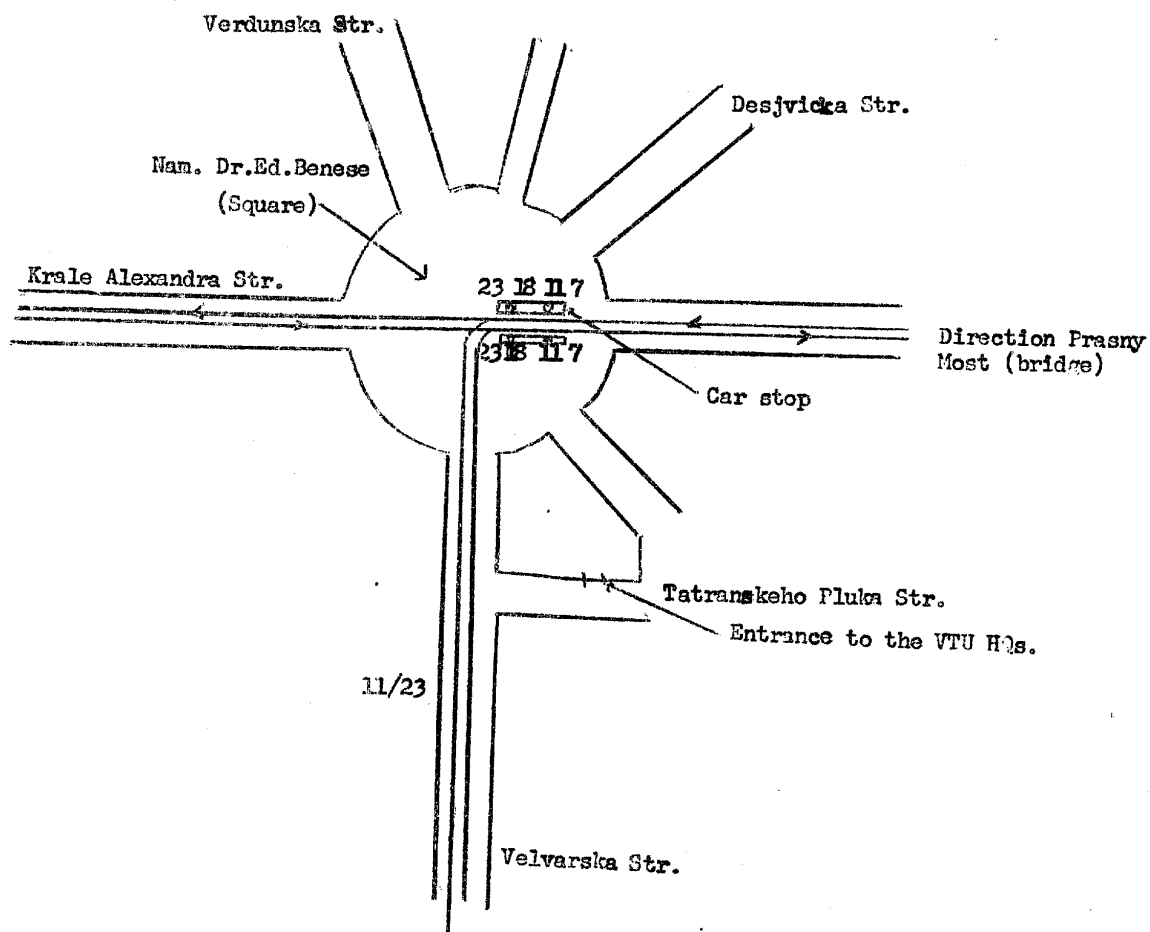 Verdunska Str.
Desjvicka Str.
Nam. Dr.Ed.Benese
(Square)
Krale Alexandra Str.
23 18 11 7
23 18 11 7
Direction Prasny
Most (bridge)
Car stop
Tatranskeho Pluka Str.
Entrance to the VTU HQs.
11/23
Velvarska Str.